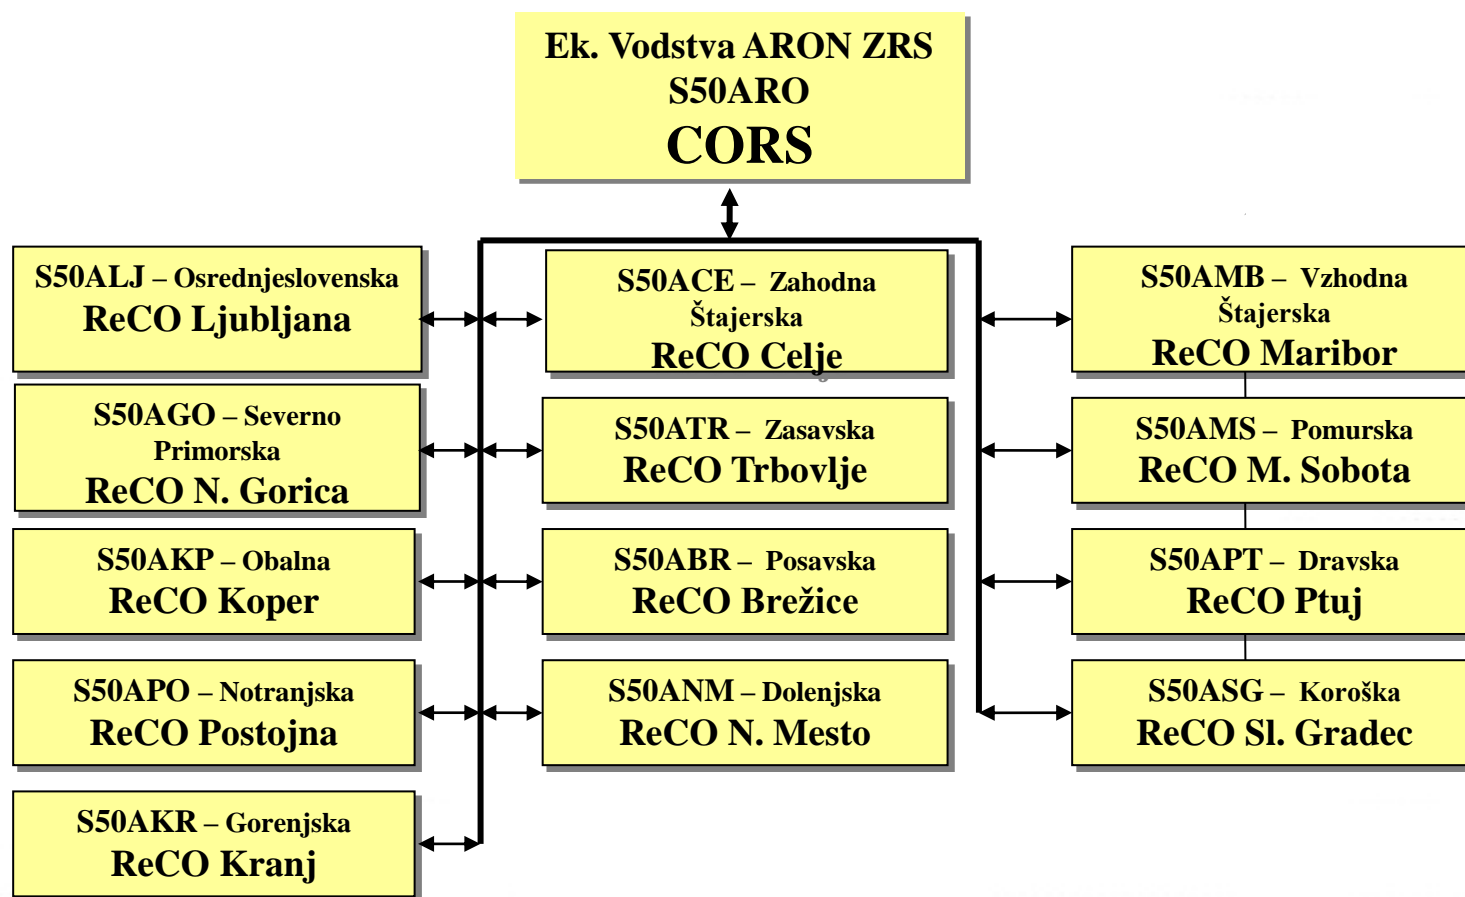 Ek. Vodstva ARON ZRS
S50ARO
CORS
S50ALJ – Osrednjeslovenska
ReCO Ljubljana
S50AGO – Severno
Primorska
ReCO N. Gorica
S50AKP – Obalna
ReCO Koper
S50APO – Notranjska
ReCO Postojna
S50AKR – Gorenjska
ReCO Kranj
S50ACE – Zahodna
Štajerska
ReCO Celje
S50ATR – Zasavska
ReCO Trbovlje
S50ABR – Posavska
ReCO Brežice
S50ANM – Dolenjska
ReCO N. Mesto
S50AMB – Vzhodna
Štajerska
ReCO Maribor
S50AMS – Pomurska
ReCO M. Sobota
S50APT – Dravska
ReCO Ptuj
S50ASG – Koroška
ReCO Sl. Gradec